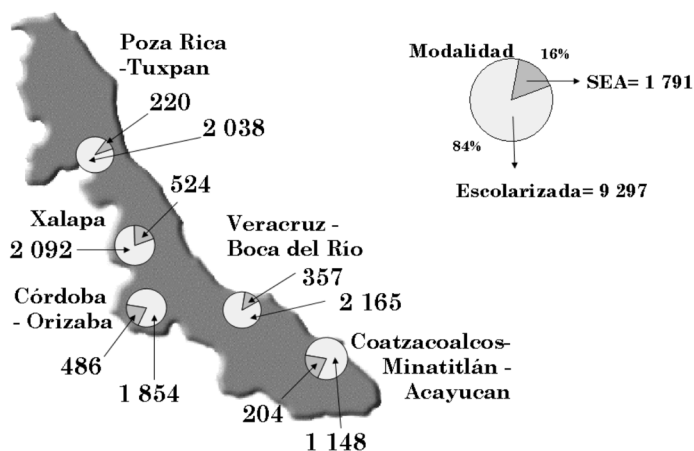 Poza Rica
-Tuxpan
220
2 038
524
Xalapa
2 092
Veracruz -
Boca del Río
357
2 165
Córdoba
- Orizaba
486
1 854
Coatzacoalcos-
Minatitlán -
Acayucan
204
1 148
Modalidad
16%
SEA= 1 791
84%
Escolarizada= 9 297